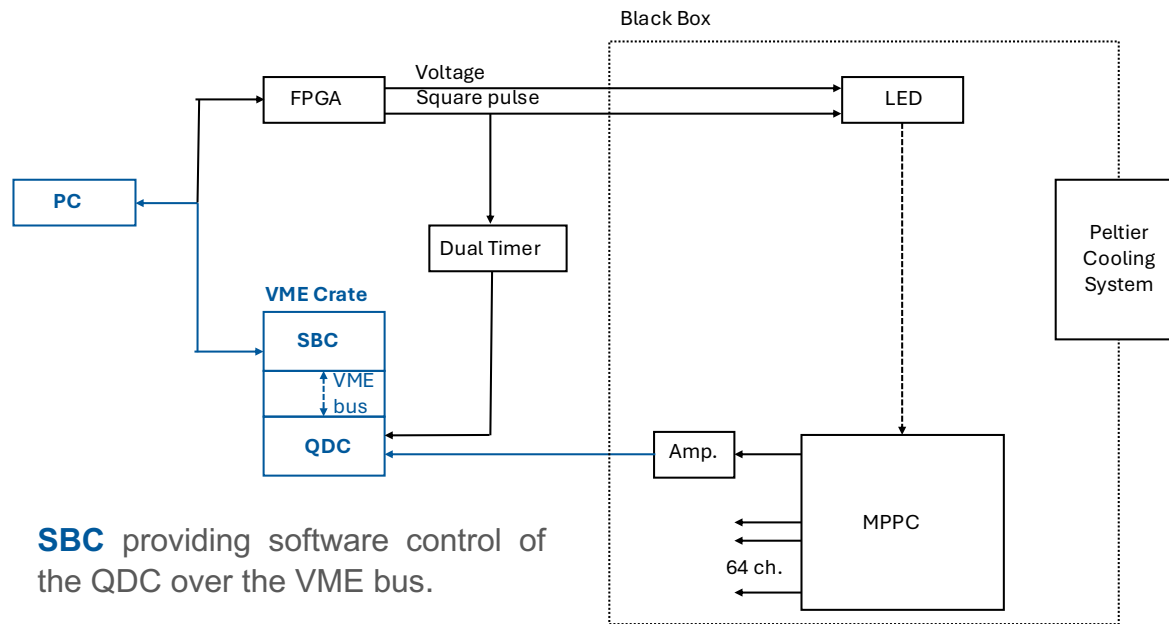 Black Box
Voltage
FPGA
Square pulse
LED
PC
Peltier
Cooling
System
Dual Timer
VME Crate
SBC
VME
bus
QDC
Amp.
MPPC
64 ch.
SBC providing software control of
the QDC over the VME bus.